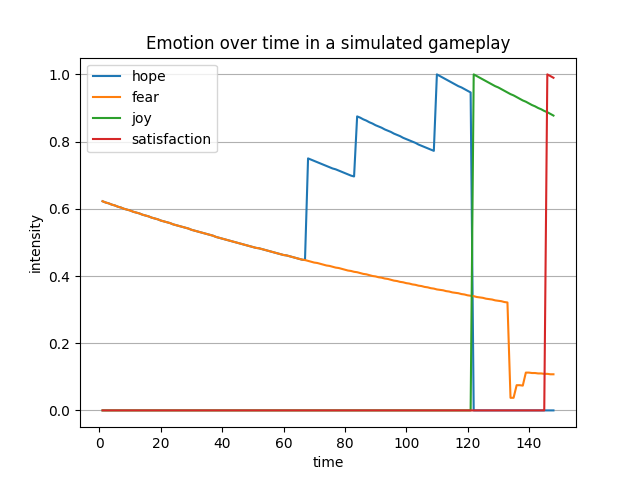 Emotion over time in a simulated gameplay
hope
fear
joy
satisfaction
1.0
0.8
0.6
0.4
0.2
0.0
intensity
0 20 40 60 80 100 120 140
time